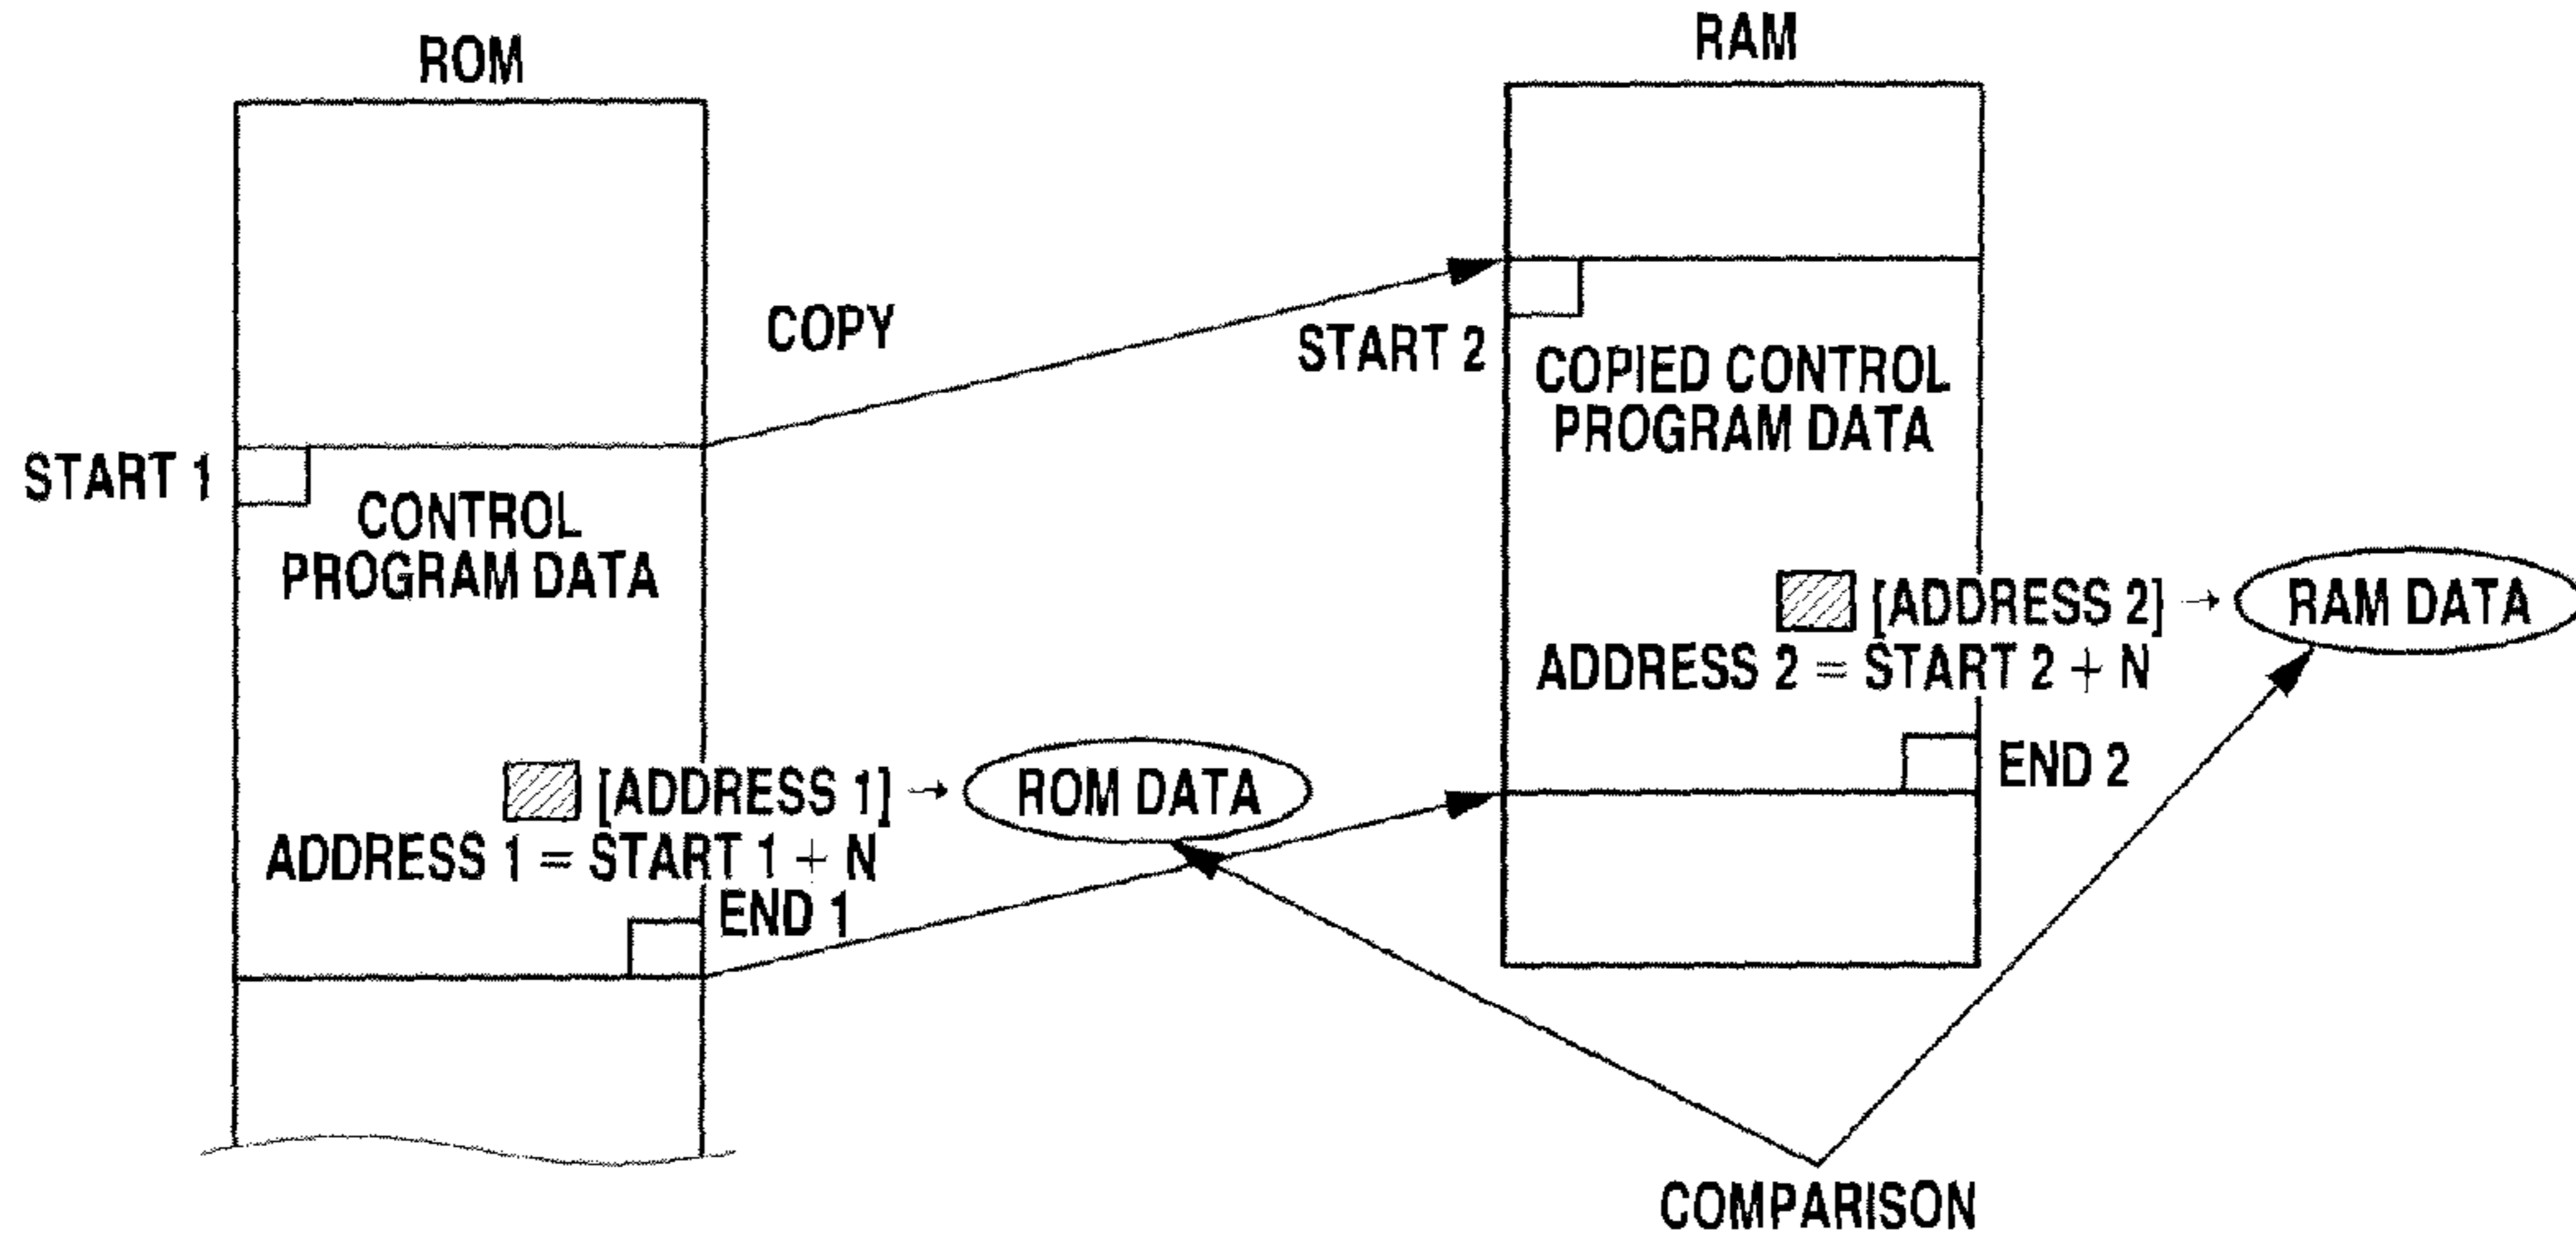 ROM
RAM
COPY
START 1
CONTROL
PROGRAM DATA
START 2
COPIED CONTROL
PROGRAM DATA
[ADDRESS 1] → ROM DATA
ADDRESS 1 = START 1 + N
END 1
[ADDRESS 2] → RAM DATA
ADDRESS 2 = START 2 + N
END 2
COMPARISON